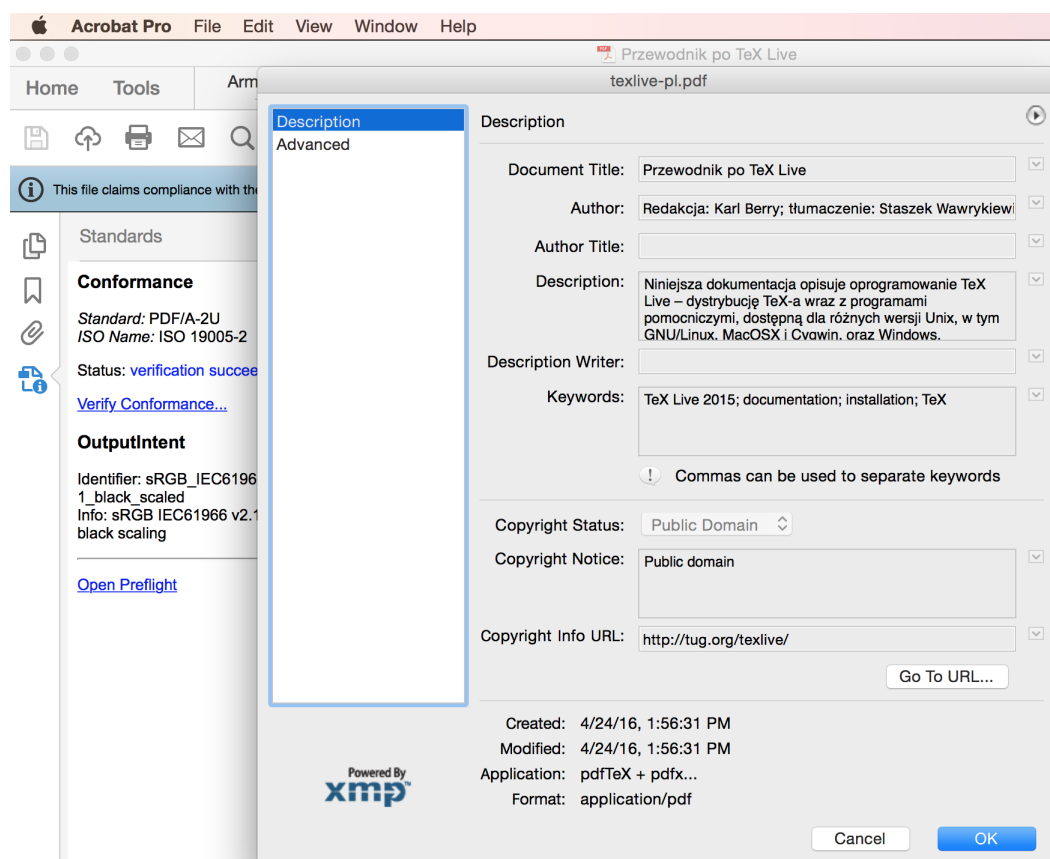 Acrobat Pro File Edit View Window Help
Przewodnik po TeX Live
Home Tools Arm
texlive-pl.pdf
This file claims compliance with the
Standards
Conformance
Standard: PDF/A-2U
ISO Name: ISO 19005-2
Status: verification succee
Verify Conformance...
OutputIntent
Identifier: sRGB_IEC6196
1_black_scaled
Info: sRGB IEC61966 v2.1
black scaling
Open Preflight
Description
Advanced
Description
Document Title: Przewodnik po TeX Live
Author: Redakcja: Karl Berry; tłumaczenie: Staszek Wawrykiewi
Author Title:
Description: Niniejsza dokumentacja opisuje oprogramowanie TeX
Live – dystrybucję TeX-a wraz z programami
pomocniczymi, dostępną dla różnych wersji Unix, w tym
GNU/Linux, MacOSX i Cygwin, oraz Windows.
Description Writer:
Keywords: TeX Live 2015; documentation; installation; TeX
Commas can be used to separate keywords
Copyright Status: Public Domain
Copyright Notice: Public domain
Copyright Info URL: http://tug.org/texlive/
Go To URL...
Created: 4/24/16, 1:56:31 PM
Modified: 4/24/16, 1:56:31 PM
Application: pdfTeX + pdfx...
Format: application/pdf
Powered By
xmp™
Cancel OK